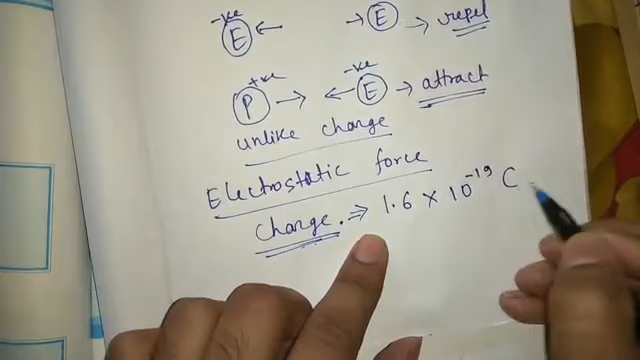 -ve
E ← → E → repel
+ve -ve
P → ← E → attract
unlike charge
Electrostatic force
Charge. ⇒ 1.6 × 10⁻¹⁹ C